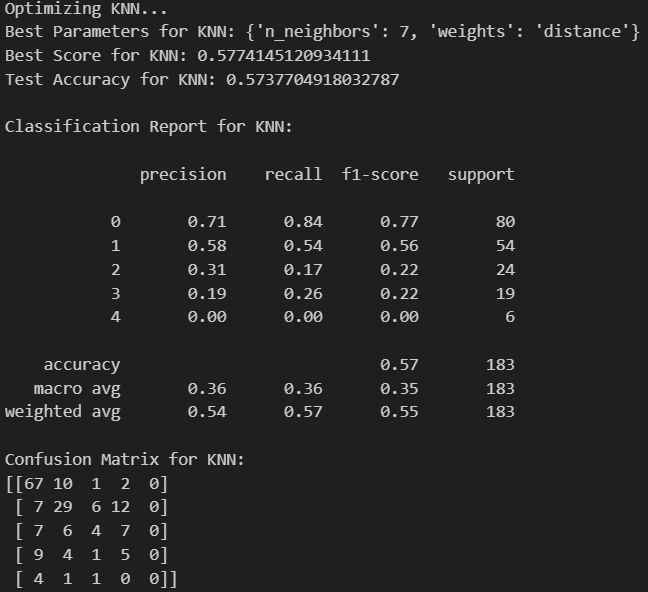 Optimizing KNN...
Best Parameters for KNN: {'n_neighbors': 7, 'weights': 'distance'}
Best Score for KNN: 0.5774145120934111
Test Accuracy for KNN: 0.5737704918032787
Classification Report for KNN:
precision recall f1-score support
0 0.71 0.84 0.77 80
1 0.58 0.54 0.56 54
2 0.31 0.17 0.22 24
3 0.19 0.26 0.22 19
4 0.00 0.00 0.00 6
accuracy 0.57 183
macro avg 0.36 0.36 0.35 183
weighted avg 0.54 0.57 0.55 183
Confusion Matrix for KNN:
[[67 10 1 2 0]
[ 7 29 6 12 0]
[ 7 6 4 7 0]
[ 9 4 1 5 0]
[ 4 1 1 0 0]]